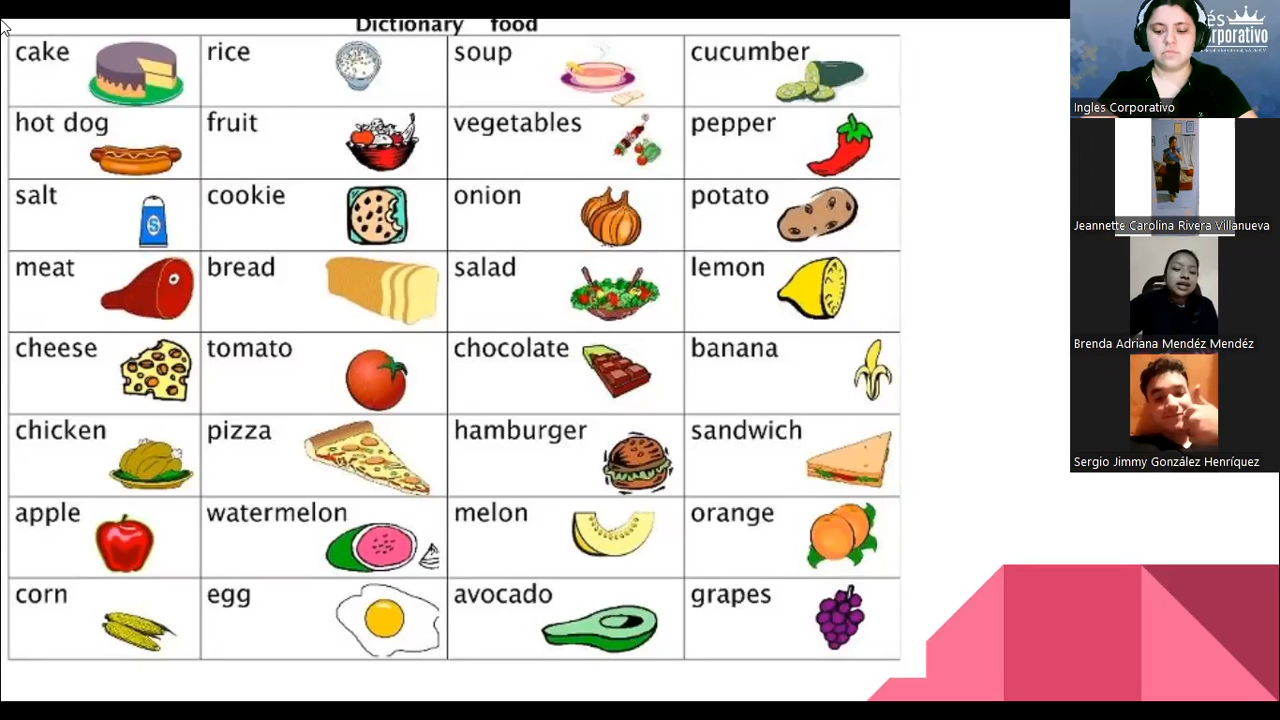 Dictionary food
cake rice soup cucumber
hot dog fruit vegetables pepper
salt cookie onion potato
S
meat bread salad lemon
cheese tomato chocolate banana
chicken pizza hamburger sandwich
apple watermelon melon orange
corn egg avocado grapes
Ingles Corporativo
Jeannette Carolina Rivera Villanueva
Brenda Adriana Mendéz Mendéz
Sergio Jimmy González Henríquez